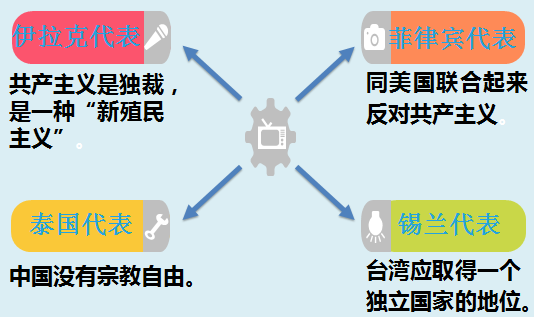 伊拉克代表
共产主义是独裁，
是一种“新殖民
主义”。
菲律宾代表
同美国联合起来
反对共产主义。
泰国代表
中国没有宗教自由。
锡兰代表
台湾应取得一个
独立国家的地位。